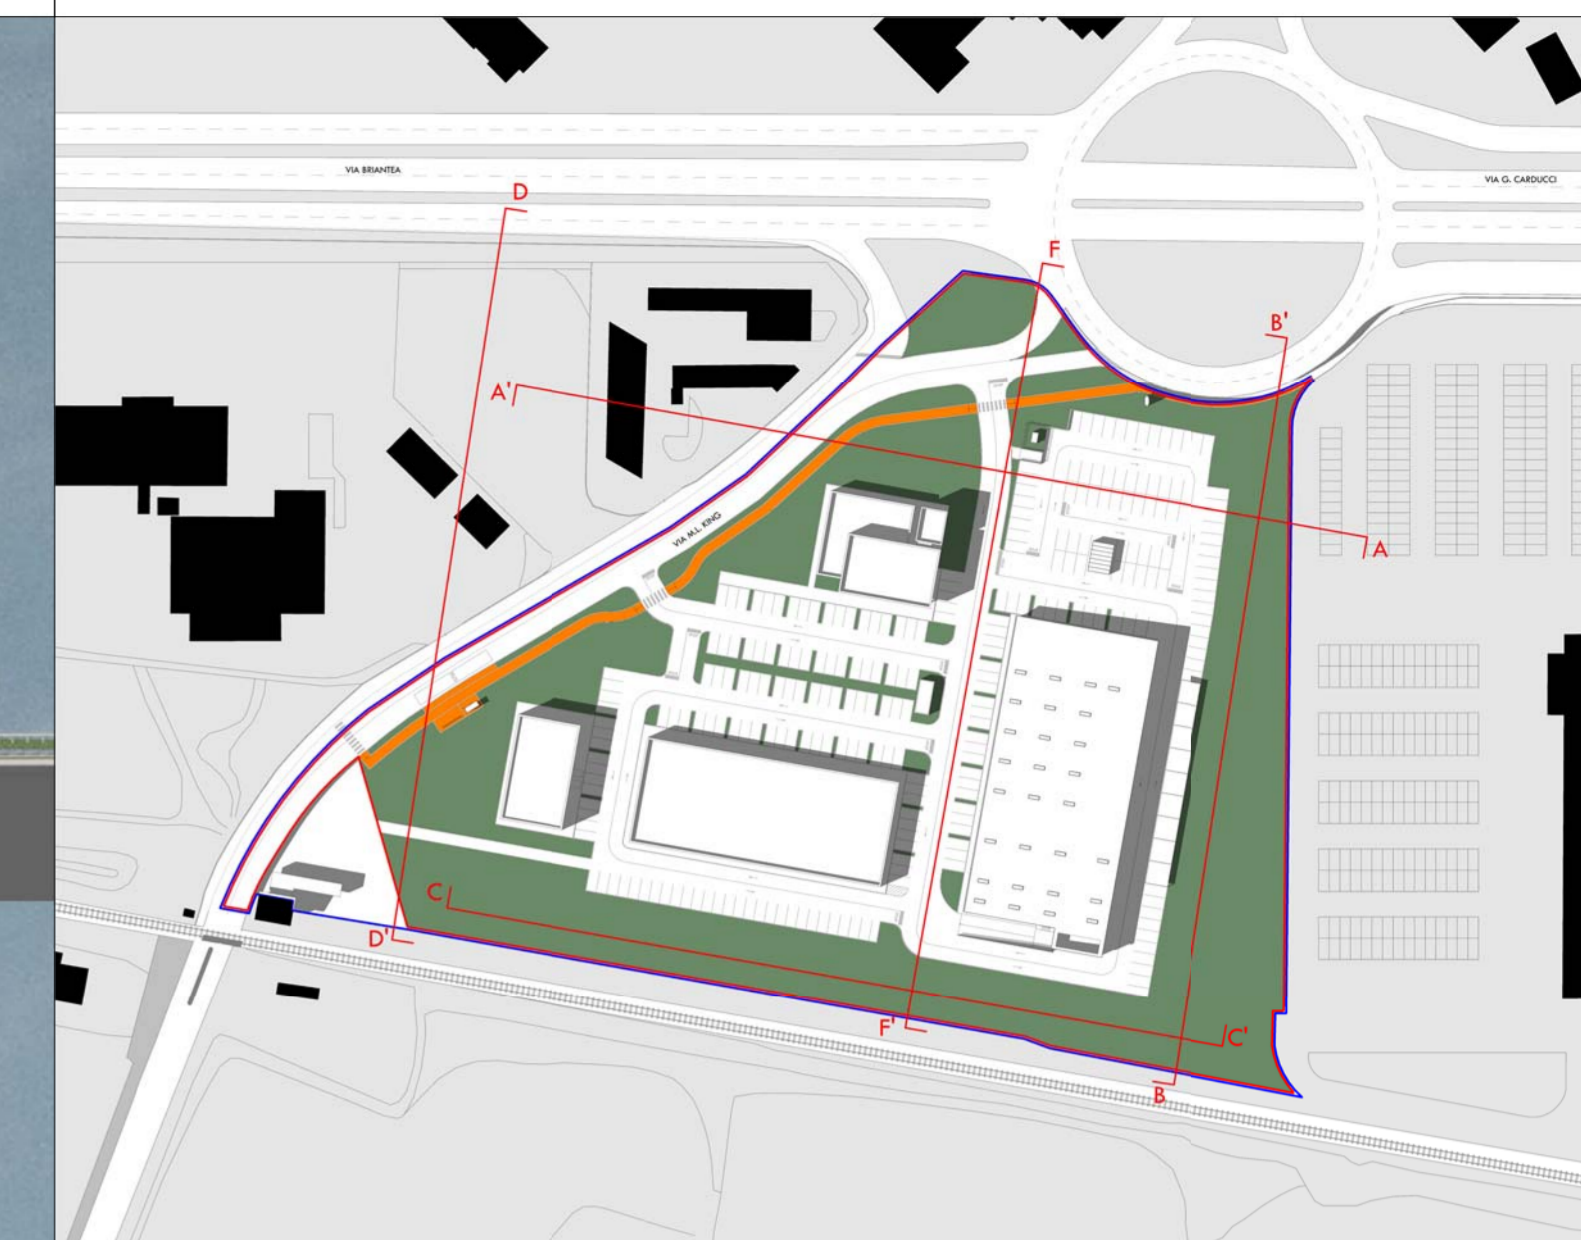 VIA BRIANTEA
VIA G. CARDUCCI
D
F
B'
A'
VIA M.L. KING
A
C
D'
F'
C'
B